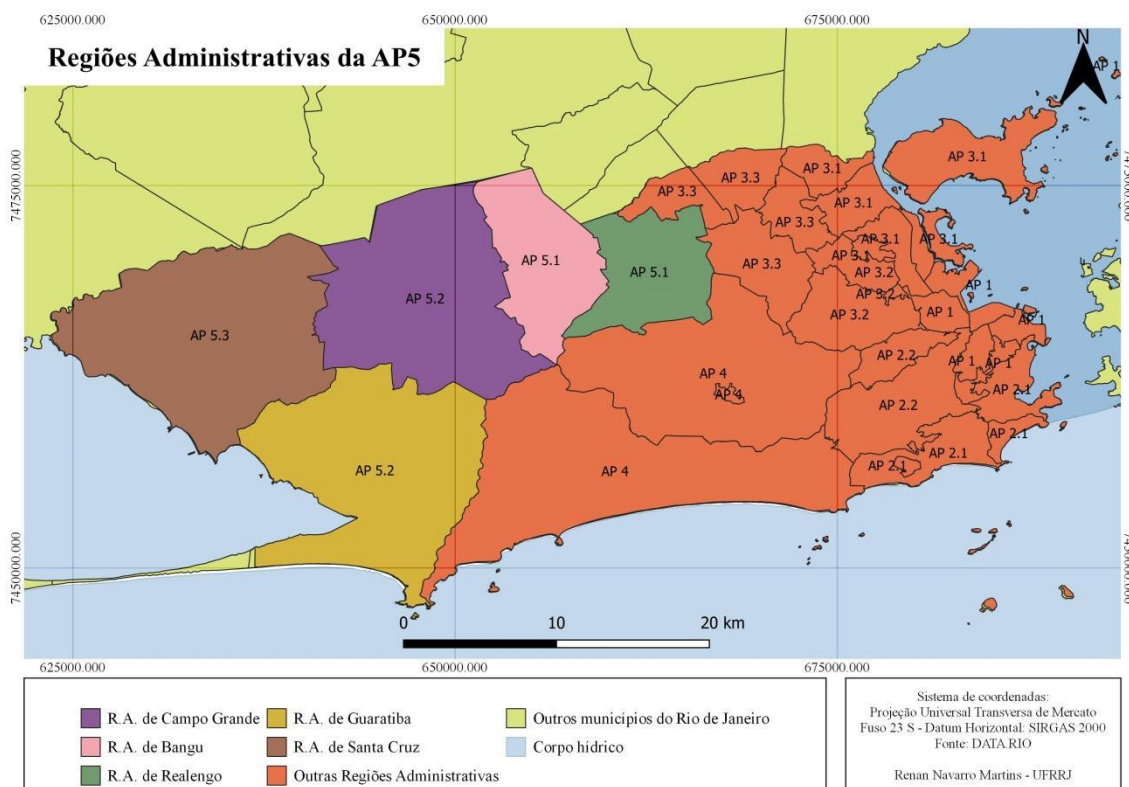 625000.000
650000.000
675000.000
Regiões Administrativas da AP5
N
AP 1
AP 3.1
7475000.000
7475000.000
AP 3.3
AP 3.1
AP 3.3
AP 3.1
AP 3.3
AP 3.1
AP 3.1
AP 5.1
AP 3.1
AP 5.1
AP 3.3
AP 3.2
AP 1
AP 5.2
AP 3.2
AP 3.2
AP 1
AP 1
AP 5.3
AP 2.2
AP 1
AP 1
AP 4
AP 2.1
AP 4
AP 2.2
AP 2.1
AP 2.1
AP 5.2
AP 4
AP 2.1
7450000.000
7450000.000
0
10
20 km
625000.000
650000.000
675000.000
R.A. de Campo Grande
R.A. de Bangu
R.A. de Realengo
R.A. de Guaratiba
R.A. de Santa Cruz
Outras Regiões Administrativas
Outros municipios do Rio de Janeiro
Corpo hídrico
Sistema de coordenadas:
Projeção Universal Transversa de Mercato
Fuso 23 S - Datum Horizontal: SIRGAS 2000
Fonte: DATA.RIO
Renan Navarro Martins - UFRRJ